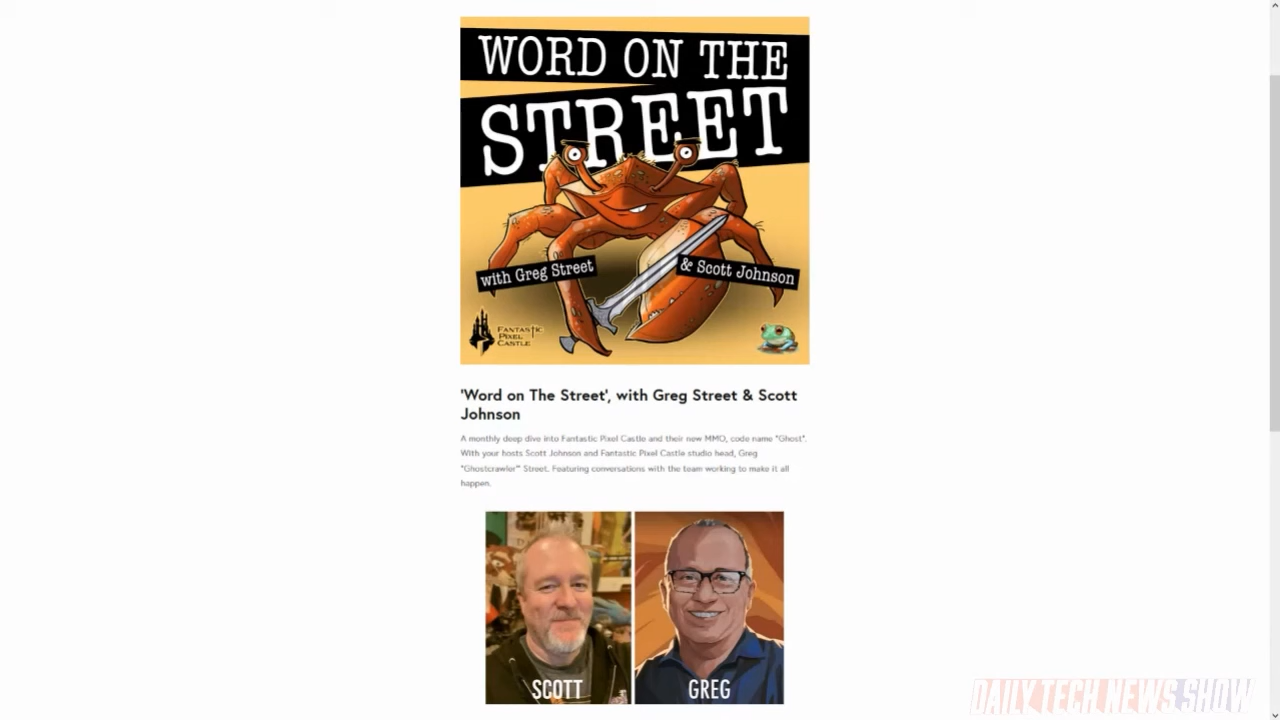 WORD ON THE
STREET
with Greg Street
& Scott Johnson
FANTASTIC
PIXEL
CASTLE
'Word on The Street', with Greg Street & Scott
Johnson
A monthly deep dive into Fantastic Pixel Castle and their new MMO, code name "Ghost".
With your hosts Scott Johnson and Fantastic Pixel Castle studio head, Greg
"Ghostcrawler" Street. Featuring conversations with the team working to make it all
happen.
SCOTT
GREG
DAILY TECH NEWS SHOW